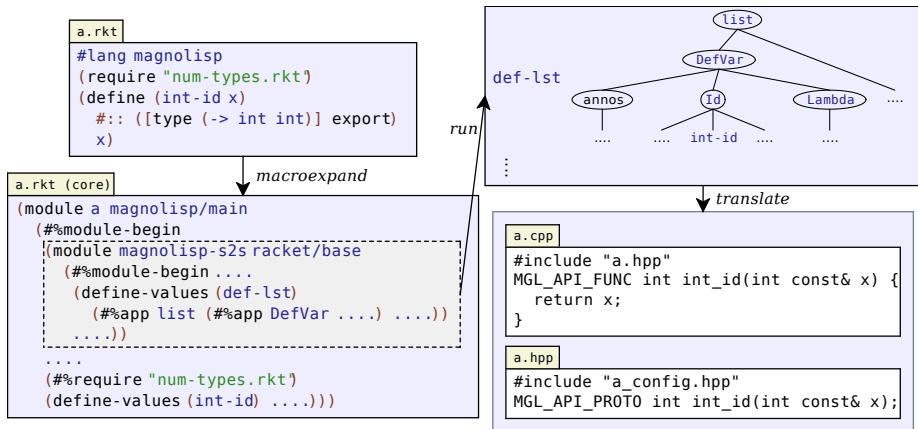 a.rkt
#lang magnolisp
(require "num-types.rkt")
(define (int-id x)
#:: ([type (-> int int)] export)
x)
macroexpand
a.rkt (core)
(module a magnolisp/main
(#%module-begin
(module magnolisp-s2s racket/base
(#%module-begin ....
(define-values (def-lst)
(#%app list (#%app DefVar ....) ....))
....))
....
(#%require "num-types.rkt")
(define-values (int-id) ....)))
run
def-lst
list
DefVar
annos
Id
Lambda
....
....
....
int-id
....
....
⋮
translate
a.cpp
#include "a.hpp"
MGL_API_FUNC int int_id(int const& x) {
return x;
}
a.hpp
#include "a_config.hpp"
MGL_API_PROTO int int_id(int const& x);